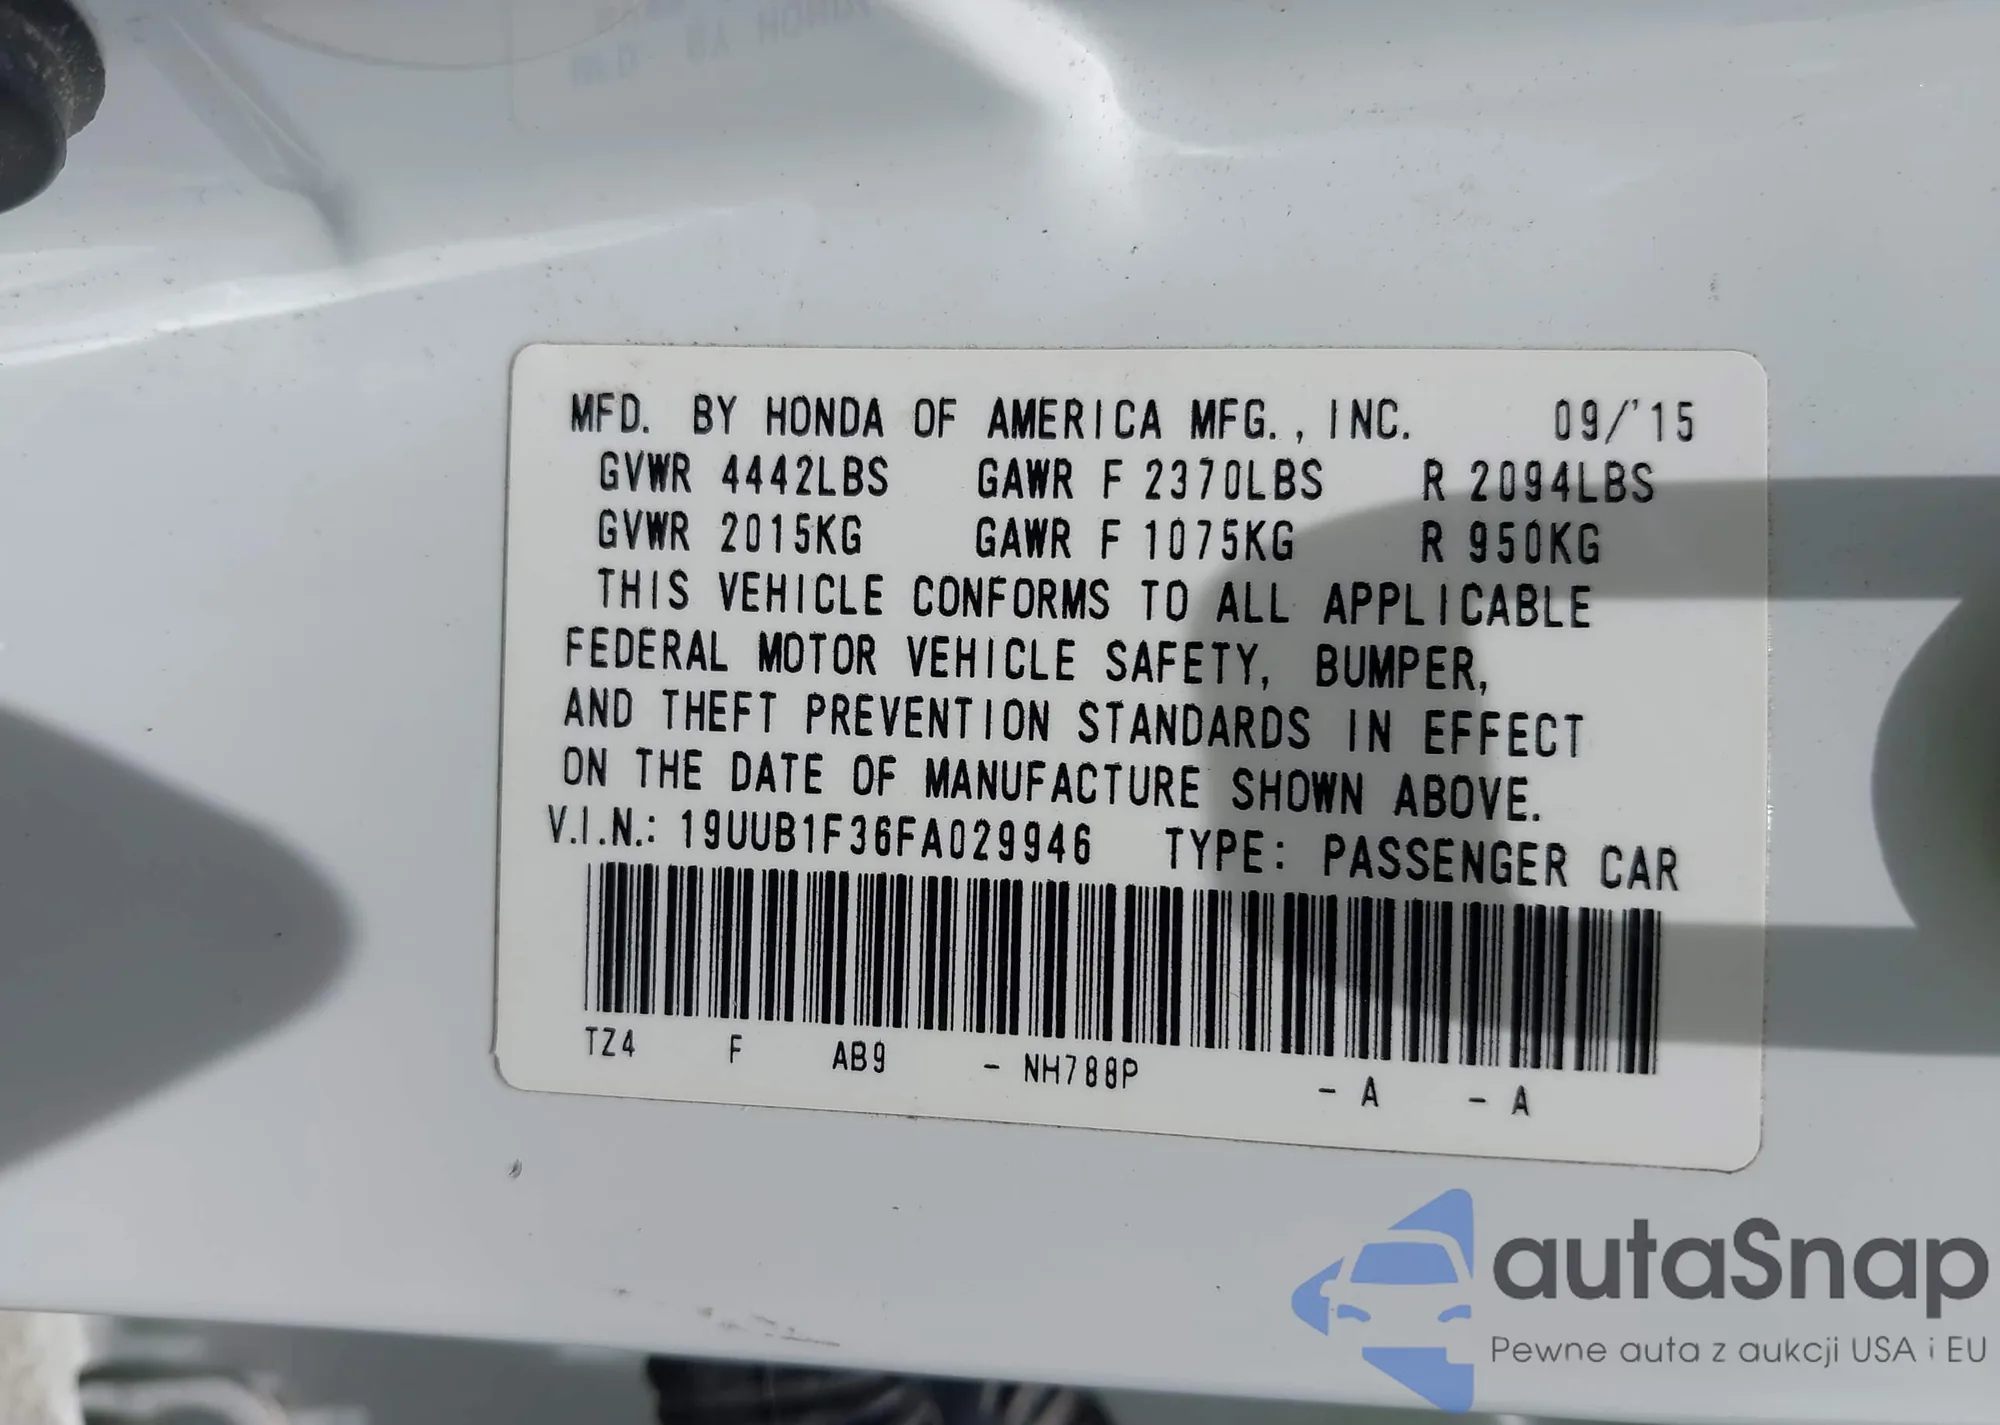 MFD. BY HONDA OF AMERICA MFG., INC. 09/'15
GVWR 4442LBS GAWR F 2370LBS R 2094LBS
GVWR 2015KG GAWR F 1075KG R 950KG
THIS VEHICLE CONFORMS TO ALL APPLICABLE
FEDERAL MOTOR VEHICLE SAFETY, BUMPER,
AND THEFT PREVENTION STANDARDS IN EFFECT
ON THE DATE OF MANUFACTURE SHOWN ABOVE.
V.I.N.: 19UUB1F36FA029946 TYPE: PASSENGER CAR
TZ4 F AB9 - NH788P - A - A
autaSnap
Pewne auta z aukcji USA i EU